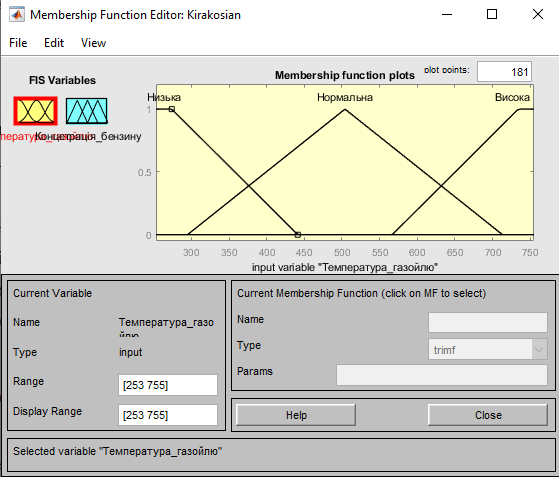 Membership Function Editor: Kirakosian
File Edit View
FIS Variables
Membership function plots
plot points:
181
Низька
Нормальна
Висока
1
0.5
0
300 350 400 450 500 550 600 650 700 750
input variable "Температура_газойлю"
Концетрація_бензину
Current Variable
Name
Температура_газо
йлю
Type
input
Range
[253 755]
Display Range
[253 755]
Current Membership Function (click on MF to select)
Name
Type
trimf
Params
Help
Close
Selected variable "Температура_газойлю"